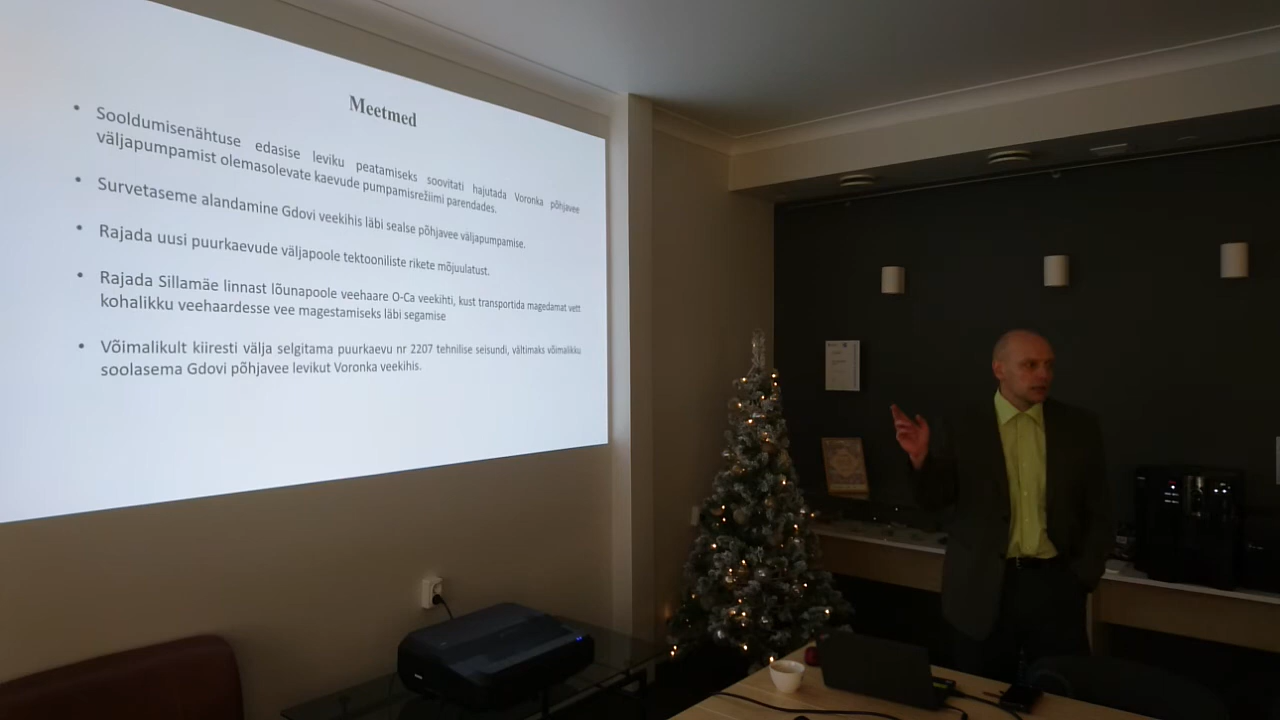 Meetmed
• Sooldumisenähtuse edasise leviku peatamiseks soovitati hajutada Voronka põhjavee
väljapumpamist olemasolevate kaevude pumpamisrežiimi parendades.
• Survetaseme alandamine Gdovi veekihis läbi sealse põhjavee väljapumpamise.
• Rajada uusi puurkaevude väljapoole tektooniliste rikete mõjuulatust.
• Rajada Sillamäe linnast lõunapoole veehaare O-Ca veekihti, kust transportida magedamat vett
kohalikku veehaardesse vee magestamiseks läbi segamise
• Võimalikult kiiresti välja selgitama puurkaevu nr 2207 tehnilise seisundi, vältimaks võimalikku
soolasema Gdovi põhjavee levikut Voronka veekihis.